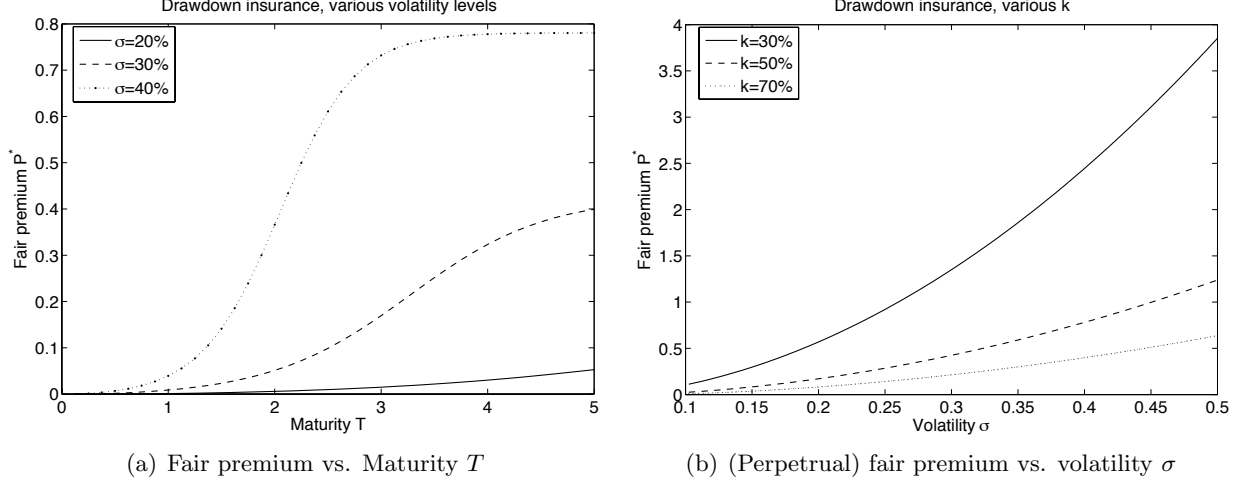 Drawdown insurance, various volatility levels
0.8
0.7
0.6
0.5
0.4
0.3
0.2
0.1
0
Fair premium P*
σ=20%
σ=30%
σ=40%
0 1 2 3 4 5
Maturity T
(a) Fair premium vs. Maturity T
Drawdown insurance, various k
4
3.5
3
2.5
2
1.5
1
0.5
0
Fair premium P*
k=30%
k=50%
k=70%
0.1 0.15 0.2 0.25 0.3 0.35 0.4 0.45 0.5
Volatility σ
(b) (Perpetrual) fair premium vs. volatility σ